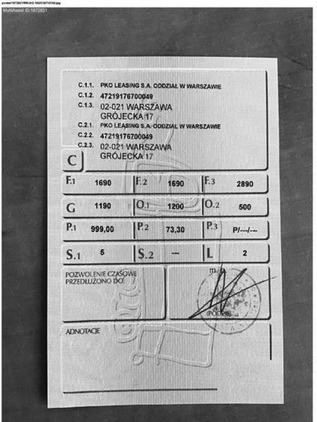 C.1.1. PKO LEASING S.A. ODDZIAŁ W WARSZAWIE
C.1.2. 47219176700049
C.1.3. 02-021 WARSZAWA
GRÓJECKA 17
C.2.1. PKO LEASING S.A. ODDZIAŁ W WARSZAWIE
C.2.2. 47219176700049
C.2.3. 02-021 WARSZAWA
GRÓJECKA 17
C
F.1 1690 F.2 1690 F.3 2890
G 1190 O.1 1200 O.2 500
P.1 999,00 P.2 73,30 P.3 P/---/---
S.1 5 S.2 --- L 2
POZWOLENIE CZASOWE
PRZEDŁUŻONO DO:
m.p.
(PODPIS)
ADNOTACJE